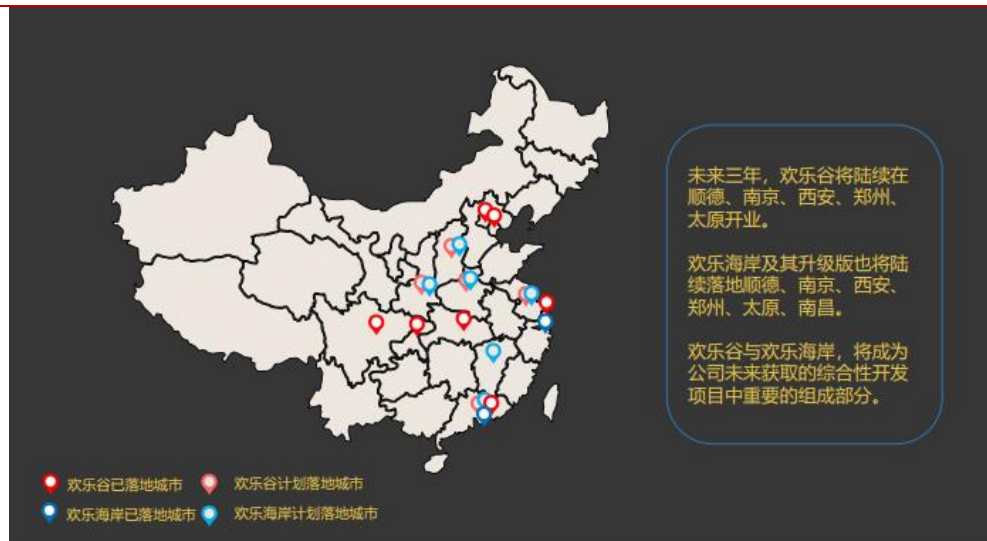 未来三年，欢乐谷将陆续在
顺德、南京、西安、郑州、
太原开业。
欢乐海岸及其升级版也将陆
续落地顺德、南京、西安、
郑州、太原、南昌。
欢乐谷与欢乐海岸，将成为
公司未来获取的综合性开发
项目中重要的组成部分。
欢乐谷已落地城市
欢乐谷计划落地城市
欢乐海岸已落地城市
欢乐海岸计划落地城市